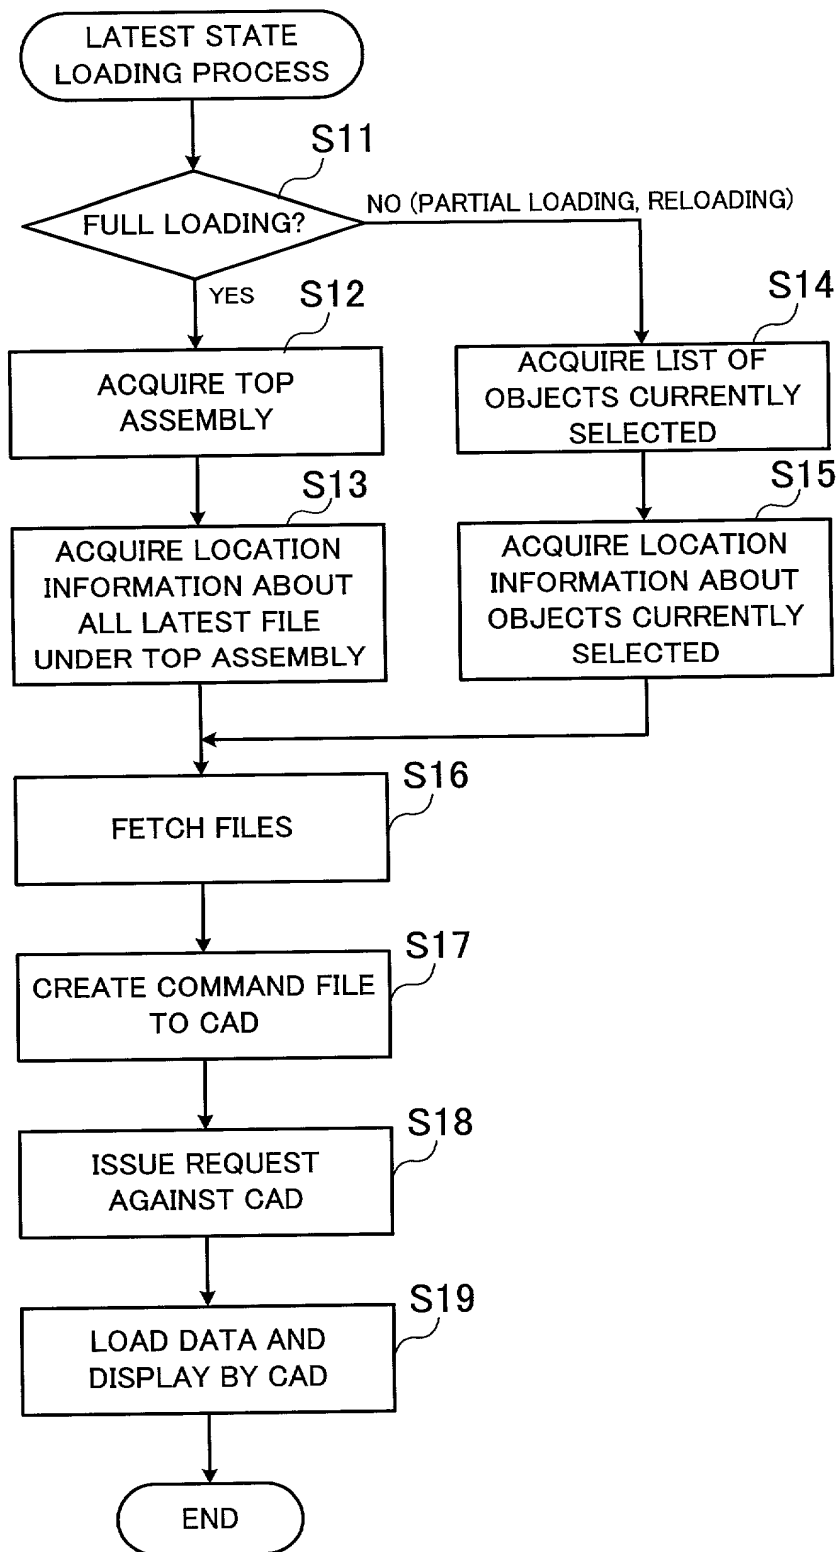 LATEST STATE
LOADING PROCESS
S11
FULL LOADING?
NO (PARTIAL LOADING, RELOADING)
YES
S12
ACQUIRE TOP
ASSEMBLY
S14
ACQUIRE LIST OF
OBJECTS CURRENTLY
SELECTED
S13
ACQUIRE LOCATION
INFORMATION ABOUT
ALL LATEST FILE
UNDER TOP ASSEMBLY
S15
ACQUIRE LOCATION
INFORMATION ABOUT
OBJECTS CURRENTLY
SELECTED
S16
FETCH FILES
S17
CREATE COMMAND FILE
TO CAD
S18
ISSUE REQUEST
AGAINST CAD
S19
LOAD DATA AND
DISPLAY BY CAD
END